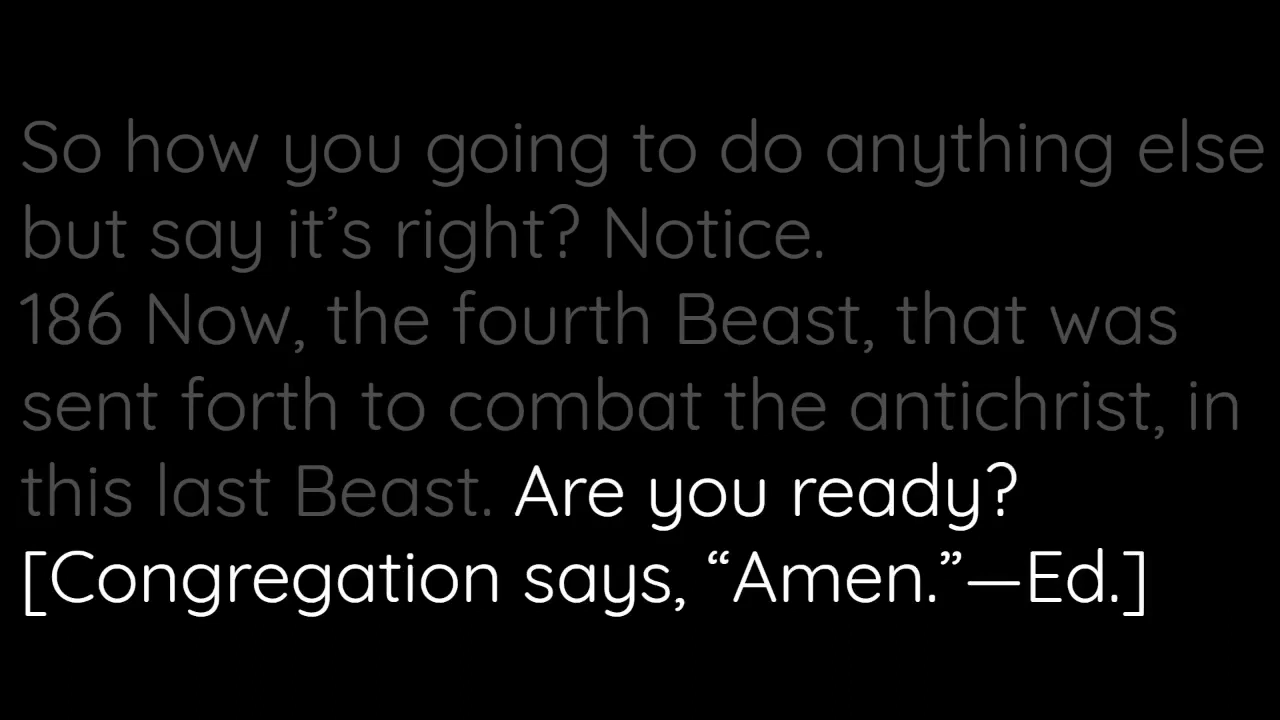 So how you going to do anything else
but say it’s right? Notice.
186 Now, the fourth Beast, that was
sent forth to combat the antichrist, in
this last Beast. Are you ready?
[Congregation says, “Amen.”—Ed.]